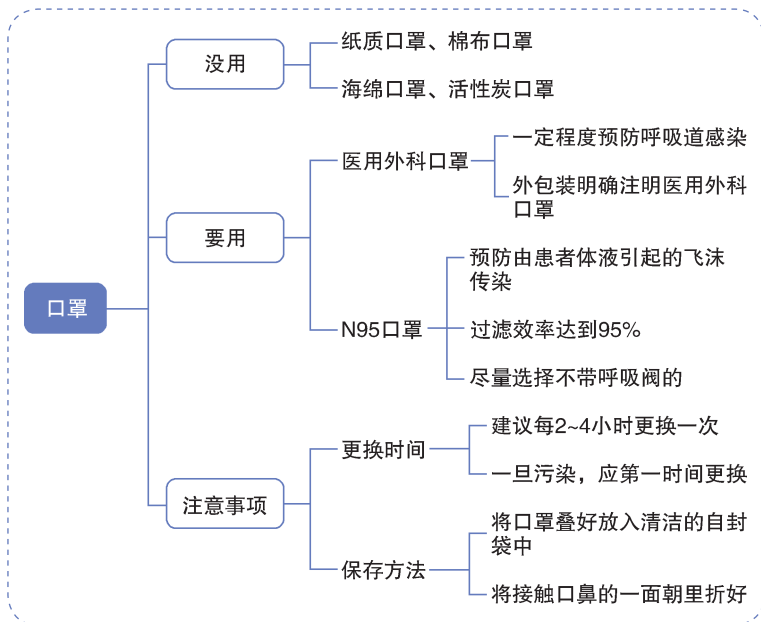 口罩
没用
纸质口罩、棉布口罩
海绵口罩、活性炭口罩
要用
医用外科口罩
一定程度预防呼吸道感染
外包装明确注明医用外科
口罩
N95口罩
预防由患者体液引起的飞沫
传染
过滤效率达到95%
尽量选择不带呼吸阀的
注意事项
更换时间
建议每2~4小时更换一次
一旦污染，应第一时间更换
保存方法
将口罩叠好放入清洁的自封
袋中
将接触口鼻的一面朝里折好